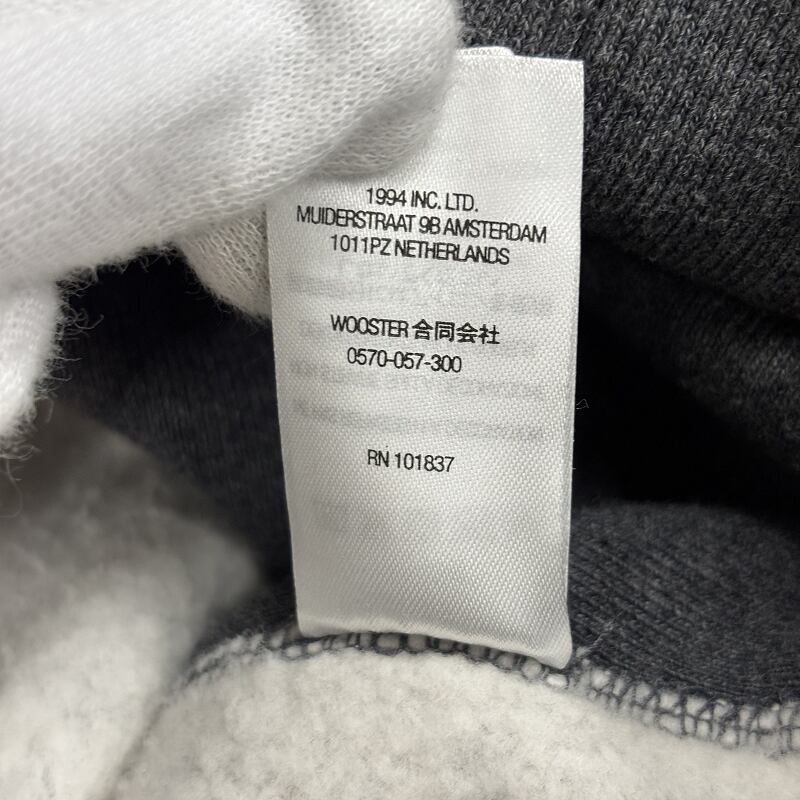 1994 INC. LTD.
MUIDERSTRAAT 9B AMSTERDAM
1011PZ NETHERLANDS
WOOSTER 合同会社
0570-057-300
RN 101837